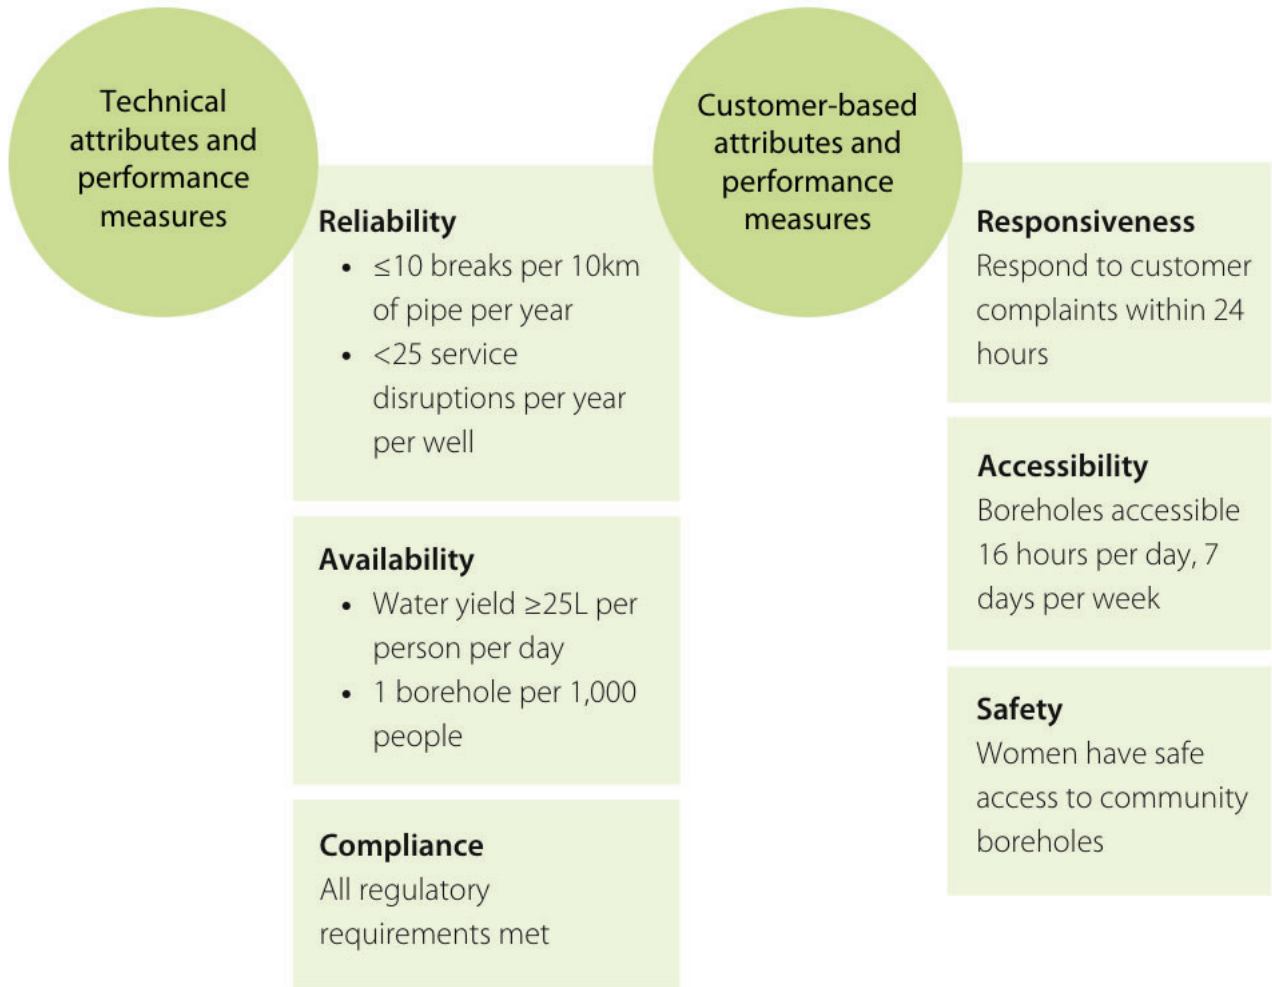 Technical
attributes and
performance
measures
Reliability
• ≤10 breaks per 10km
of pipe per year
• <25 service
disruptions per year
per well
Availability
• Water yield ≥25L per
person per day
• 1 borehole per 1,000
people
Compliance
All regulatory
requirements met
Customer-based
attributes and
performance
measures
Responsiveness
Respond to customer
complaints within 24
hours
Accessibility
Boreholes accessible
16 hours per day, 7
days per week
Safety
Women have safe
access to community
boreholes